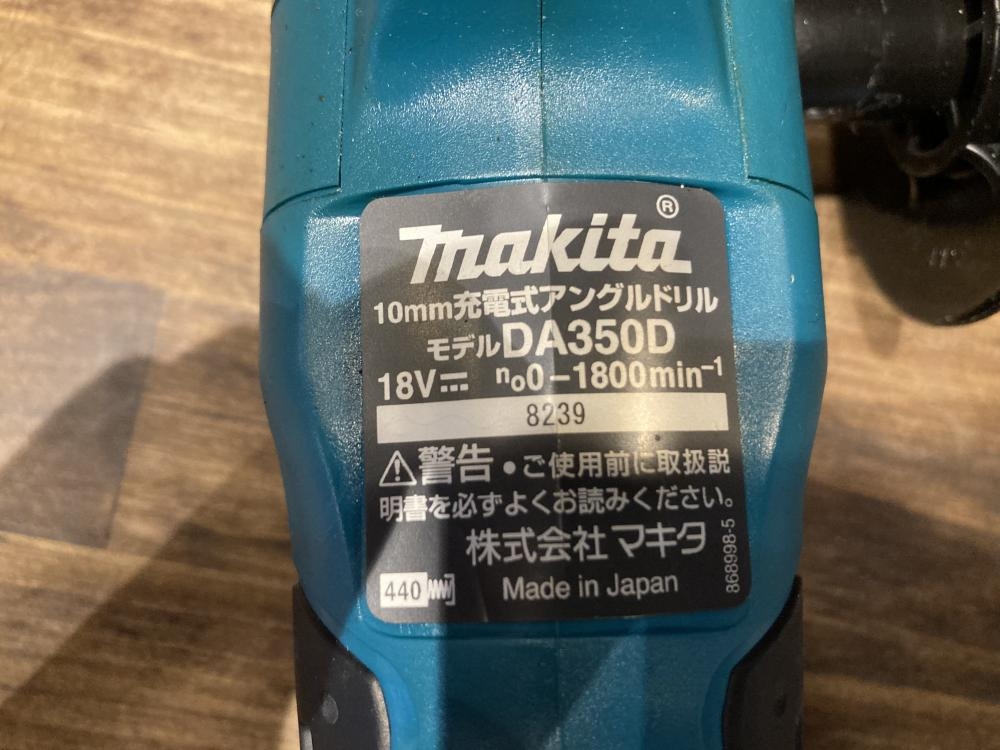 makita®
10mm充電式アングルドリル
モデルDA350D
18V⎓ n₀0-1800min⁻¹
8239
⚠警告・ご使用前に取扱説
明書を必ずよくお読みください。
株式会社マキタ
440
Made in Japan
868998-5